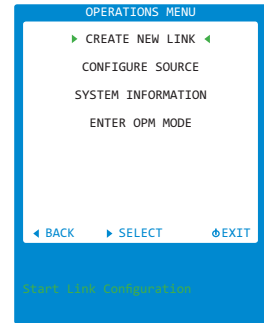 OPERATIONS MENU
CREATE NEW LINK
CONFIGURE SOURCE
SYSTEM INFORMATION
ENTER OPM MODE
BACK SELECT EXIT
Start Link Configuration